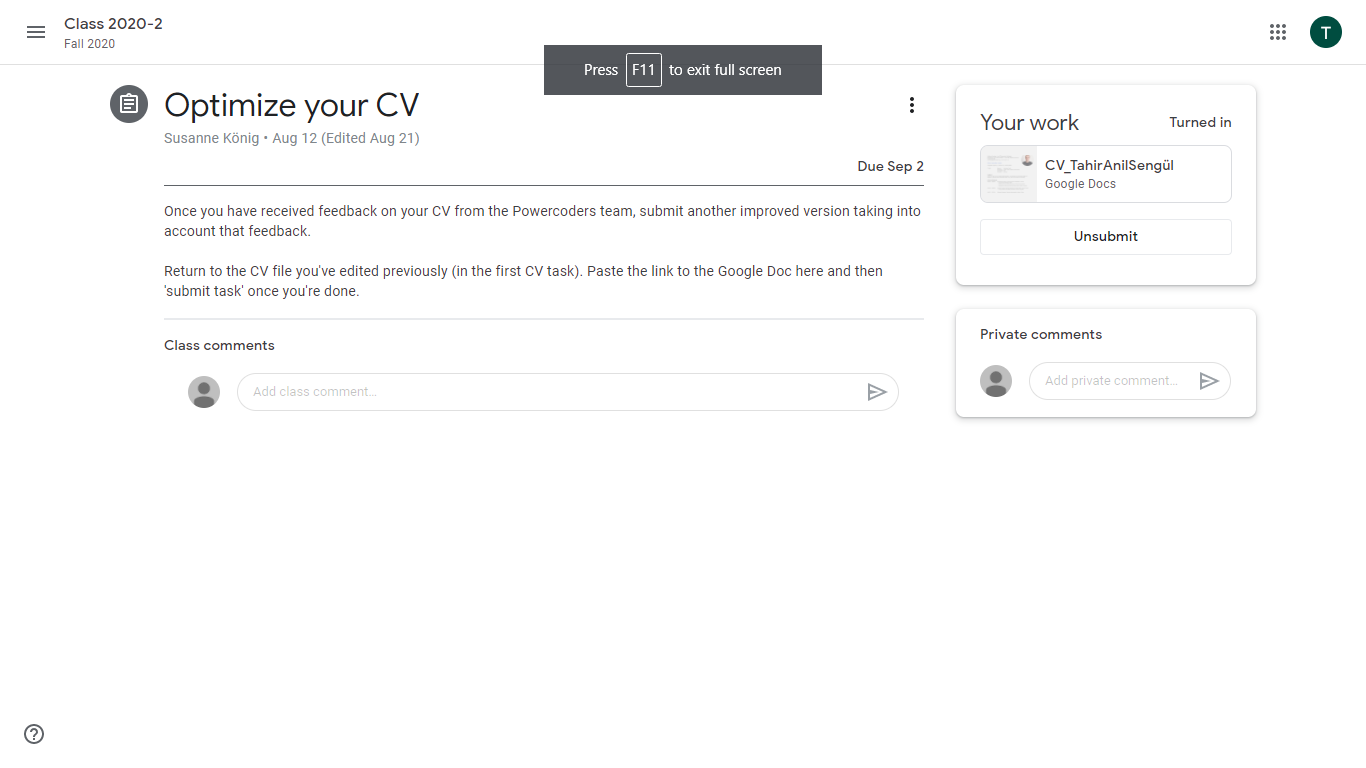 Class 2020-2
Fall 2020
T
Press F11 to exit full screen
Optimize your CV
Susanne König • Aug 12 (Edited Aug 21)
Due Sep 2
Once you have received feedback on your CV from the Powercoders team, submit another improved version taking into
account that feedback.
Return to the CV file you've edited previously (in the first CV task). Paste the link to the Google Doc here and then
'submit task' once you're done.
Class comments
Add class comment...
Your work
Turned in
CV_TahirAnilSengül
Google Docs
Unsubmit
Private comments
Add private comment...